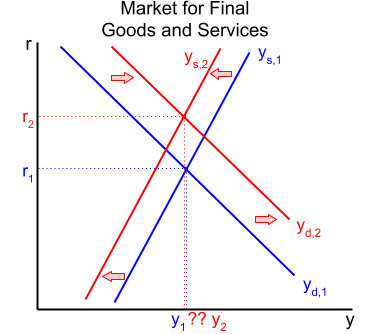 Market for Final
Goods and Services
r
y_s,2
y_s,1
r_2
r_1
y_d,2
y_d,1
y_1 ?? y_2
y